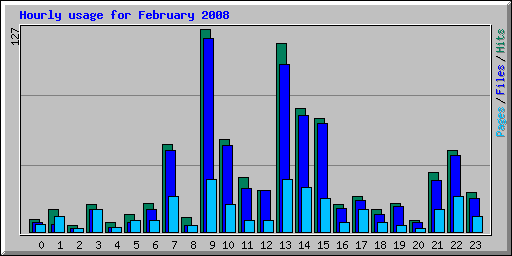 Hourly usage for February 2008
127
Pages / Files / Hits
0 1 2 3 4 5 6 7 8 9 10 11 12 13 14 15 16 17 18 19 20 21 22 23